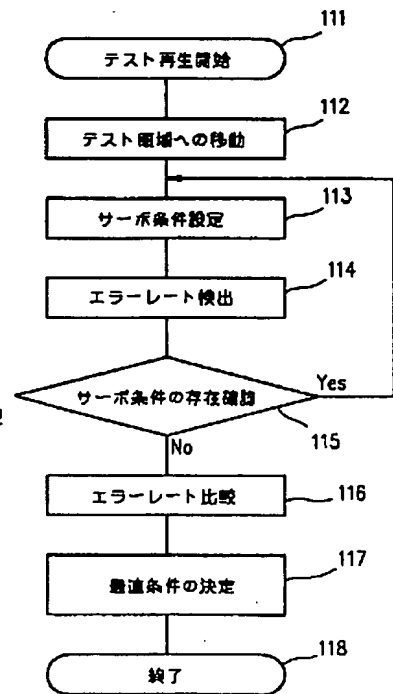 111
テスト再生開始
112
テスト領域への移動
113
サーボ条件設定
114
エラーレート検出
サーボ条件の存在確認
Yes
115
No
エラーレート比較
116
117
最適条件の決定
118
終了